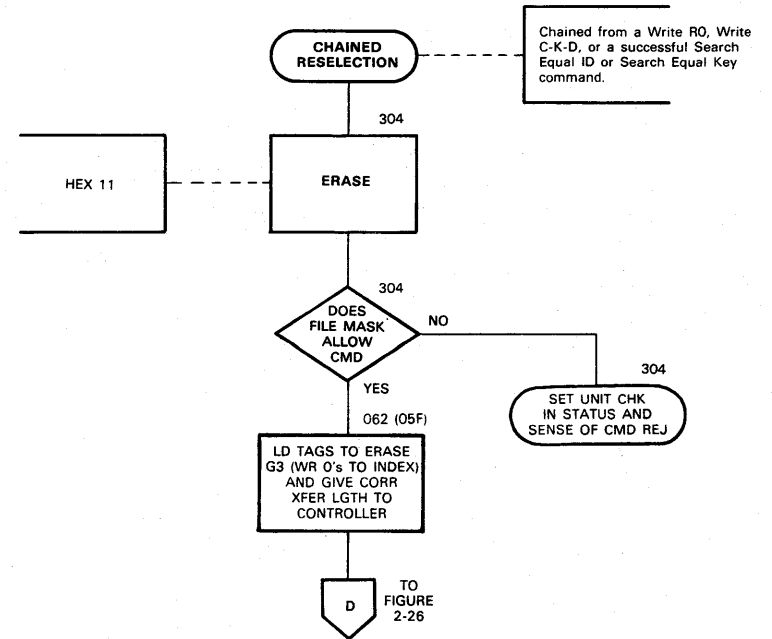 CHAINED
RESELECTION
Chained from a Write RO, Write
C-K-D, or a successful Search
Equal ID or Search Equal Key
command.
304
HEX 11
ERASE
304
DOES
FILE MASK
ALLOW
CMD
NO
YES
304
SET UNIT CHK
IN STATUS AND
SENSE OF CMD REJ
062 (05F)
LD TAGS TO ERASE
G3 (WR 0's TO INDEX)
AND GIVE CORR
XFER LGTH TO
CONTROLLER
D
TO
FIGURE
2-26